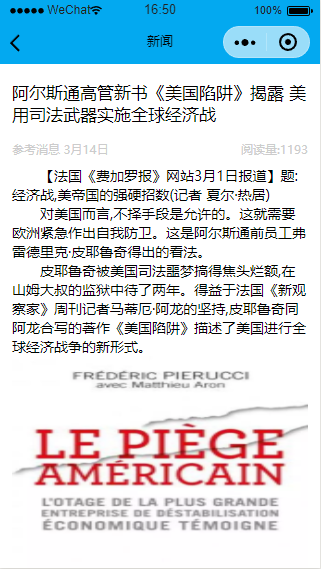 WeChat 16:50 100%
新闻
阿尔斯通高管新书《美国陷阱》揭露 美
用司法武器实施全球经济战
参考消息 3月14日 阅读量:1193
【法国《费加罗报》网站3月1日报道】题:
经济战,美帝国的强硬招数(记者 夏尔·热居)
对美国而言,不择手段是允许的。这就需要
欧洲紧急作出自我防卫。这是阿尔斯通前员工弗
雷德里克·皮耶鲁奇得出的看法。
皮耶鲁奇被美国司法噩梦搞得焦头烂额,在
山姆大叔的监狱中待了两年。得益于法国《新观
察家》周刊记者马蒂厄·阿龙的坚持,皮耶鲁奇同
阿龙合写的著作《美国陷阱》描述了美国进行全
球经济战争的新形式。
FRÉDÉRIC PIERUCCI
avec Matthieu Aron
LE PIÈGE
AMÉRICAIN
L'OTAGE DE LA PLUS GRANDE
ENTREPRISE DE DÉSTABILISATION
ÉCONOMIQUE TÉMOIGNE